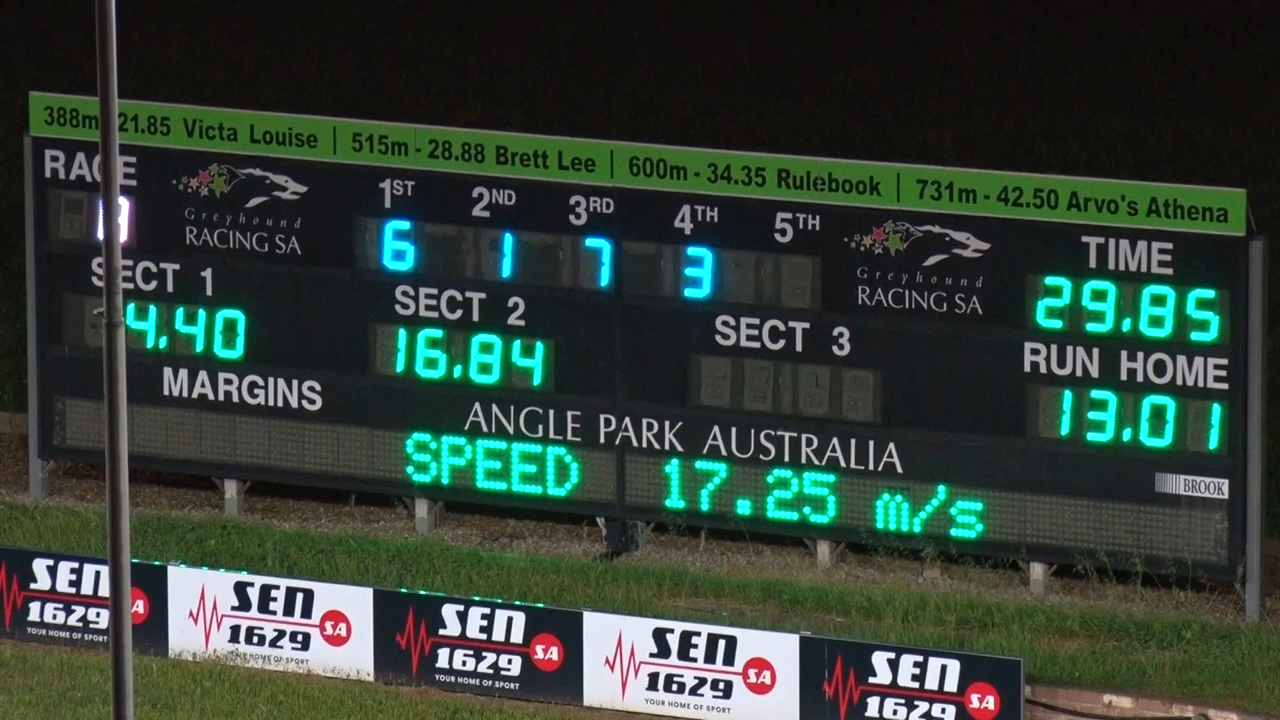 388m 21.85 Victa Louise | 515m - 28.88 Brett Lee | 600m - 34.35 Rulebook | 731m - 42.50 Arvo's Athena
RACE
Greyhound
RACING SA
1ST 2ND 3RD 4TH 5TH
6 1 7 3
Greyhound
RACING SA
TIME
29.85
SECT 1
4.40
SECT 2
16.84
SECT 3
RUN HOME
13.01
MARGINS
ANGLE PARK AUSTRALIA
SPEED 17.25 m/s
BROOK
SEN
1629 SA
YOUR HOME OF SPORT
SEN
1629 SA
YOUR HOME OF SPORT
SEN
1629 SA
YOUR HOME OF SPORT
SEN
1629 SA
YOUR HOME OF SPORT
SEN
1629 SA